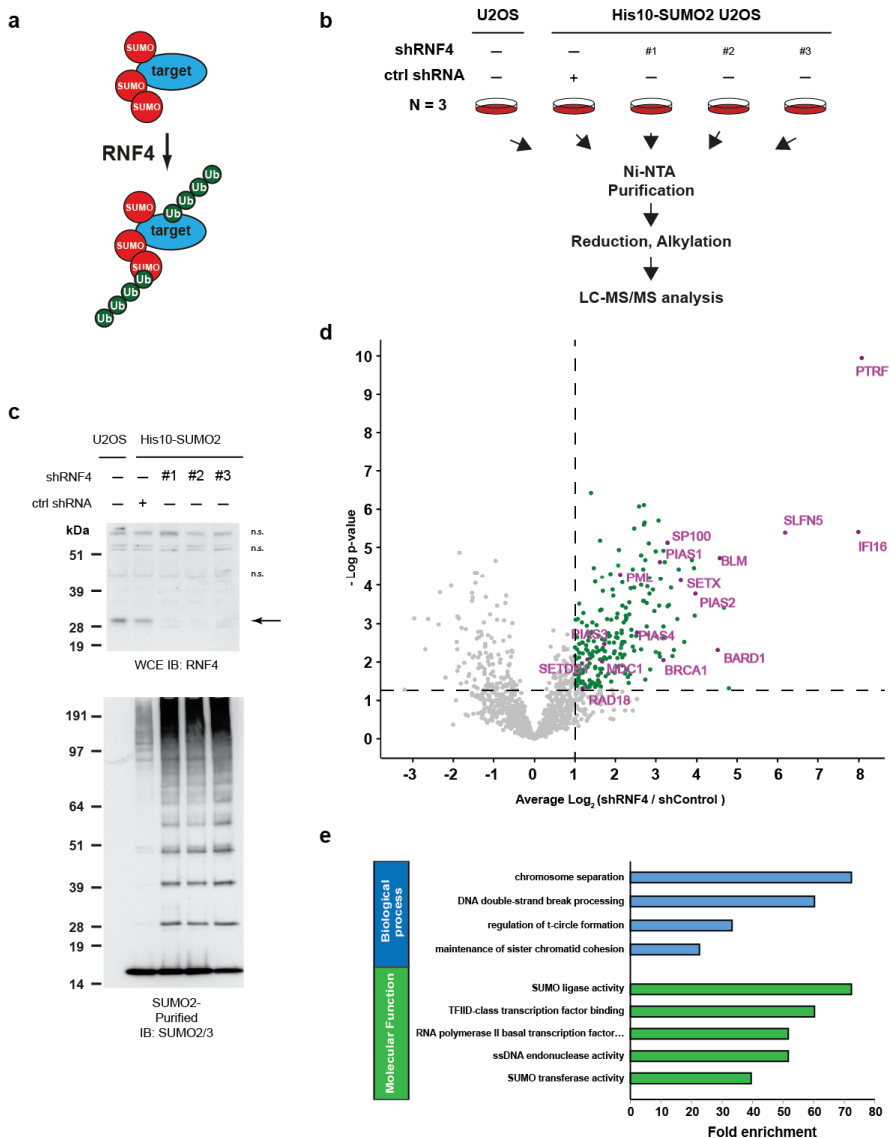 a
SUMO
target
SUMO
SUMO
RNF4
Ub
Ub
Ub
Ub
SUMO
target
SUMO
SUMO
Ub
Ub
Ub
Ub
b
U2OS
His10-SUMO2 U2OS
shRNF4 – – #1 #2 #3
ctrl shRNA – + – – –
N = 3
Ni-NTA
Purification
Reduction, Alkylation
LC-MS/MS analysis
c
U2OS His10-SUMO2
shRNF4 – – #1 #2 #3
ctrl shRNA – + – – –
kDa
n.s.
n.s.
51
n.s.
28
19
WCE IB: RNF4
191
97
64
51
39
28
19
14
SUMO2-
Purified
IB: SUMO2/3
d
- Log p-value
10
9
8
7
6
5
4
3
2
1
0
PTRF
SLFN5
IFI16
SP100
PIAS1
BLM
PML
SETX
PIAS2
PIAS3
PIAS4
SETDB1
MDC1
BRCA1
BARD1
RAD18
-3 -2 -1 0 1 2 3 4 5 6 7 8
Average Log2 (shRNF4 / shControl )
e
Biological
process
chromosome separation
DNA double-strand break processing
regulation of t-circle formation
maintenance of sister chromatid cohesion
Molecular Function
SUMO ligase activity
TFIID-class transcription factor binding
RNA polymerase II basal transcription factor…
ssDNA endonuclease activity
SUMO transferase activity
0 10 20 30 40 50 60 70 80
Fold enrichment